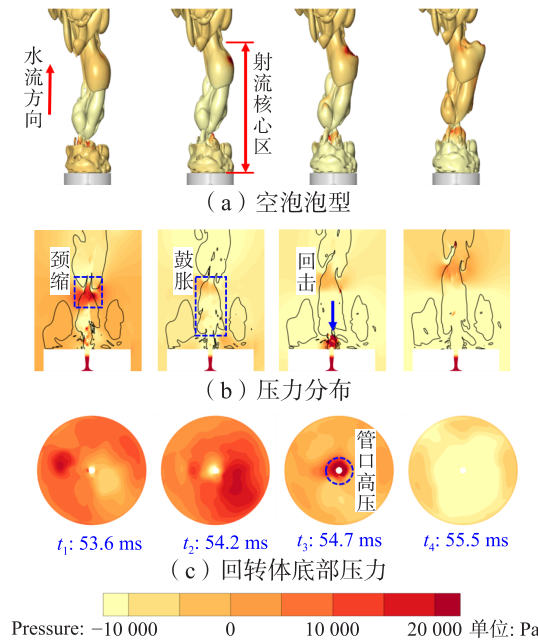 水流方向
射流核心区
(a) 空泡泡型
颈缩
鼓胀
回击
(b) 压力分布
管口高压
t1: 53.6 ms t2: 54.2 ms t3: 54.7 ms t4: 55.5 ms
(c) 回转体底部压力
Pressure: −10 000 0 10 000 20 000 单位: Pa